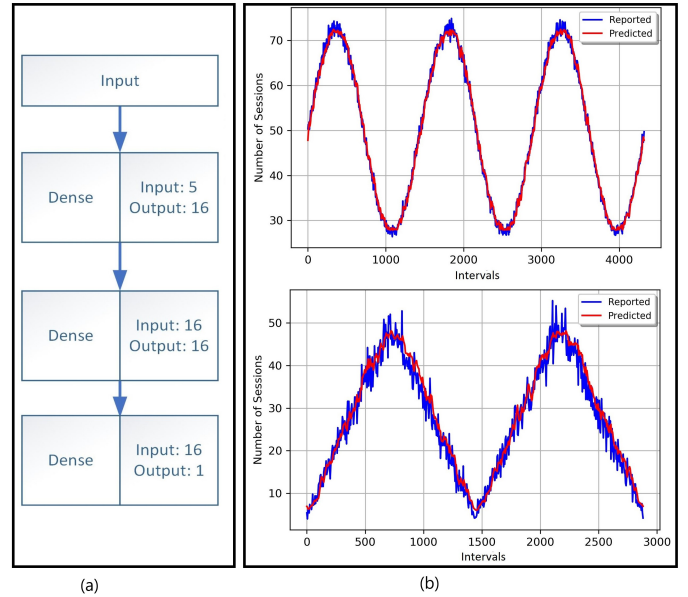 Input
Dense
Input: 5
Output: 16
Dense
Input: 16
Output: 16
Dense
Input: 16
Output: 1
(a)
Reported
Predicted
Number of Sessions
70
60
50
40
30
0 1000 2000 3000 4000
Intervals
Reported
Predicted
Number of Sessions
50
40
30
20
10
0 500 1000 1500 2000 2500 3000
Intervals
(b)